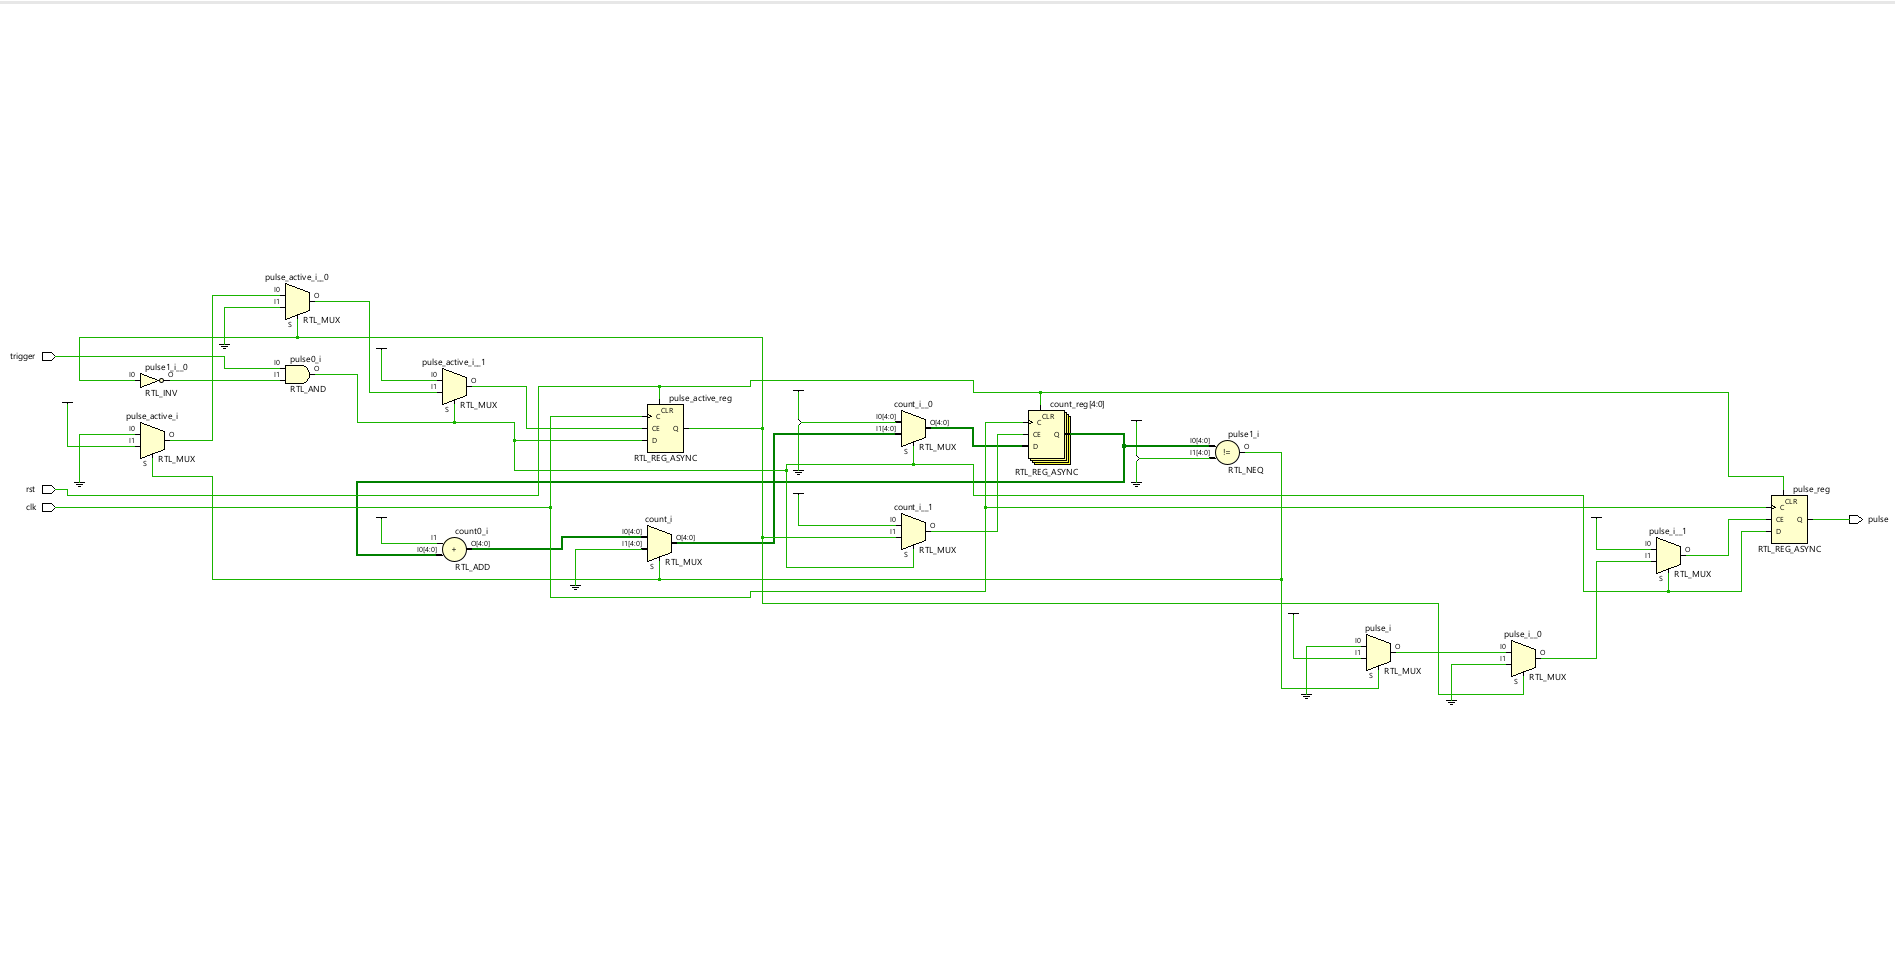 pulse_active_i__0
I0
I1
O
S
RTL_MUX
trigger
pulse1_i__0
I0
O
RTL_INV
pulse0_i
I0
I1
O
RTL_AND
pulse_active_i__1
I0
I1
O
S
RTL_MUX
pulse_active_i
I0
I1
O
S
RTL_MUX
pulse_active_reg
CLR
C
CE
Q
D
RTL_REG_ASYNC
count_i__0
I0[4:0]
I1[4:0]
O[4:0]
S
RTL_MUX
count_reg[4:0]
CLR
C
CE
Q
D
RTL_REG_ASYNC
pulse1_i
I0[4:0]
I1[4:0]
!=
O
RTL_NEQ
rst
clk
count0_i
I1
I0[4:0]
+
O[4:0]
RTL_ADD
count_i
I0[4:0]
I1[4:0]
O[4:0]
S
RTL_MUX
count_i__1
I0
I1
O
S
RTL_MUX
pulse_reg
CLR
C
CE
Q
D
RTL_REG_ASYNC
pulse
pulse_i__1
I0
I1
O
S
RTL_MUX
pulse_i
I0
I1
O
S
RTL_MUX
pulse_i__0
I0
I1
O
S
RTL_MUX